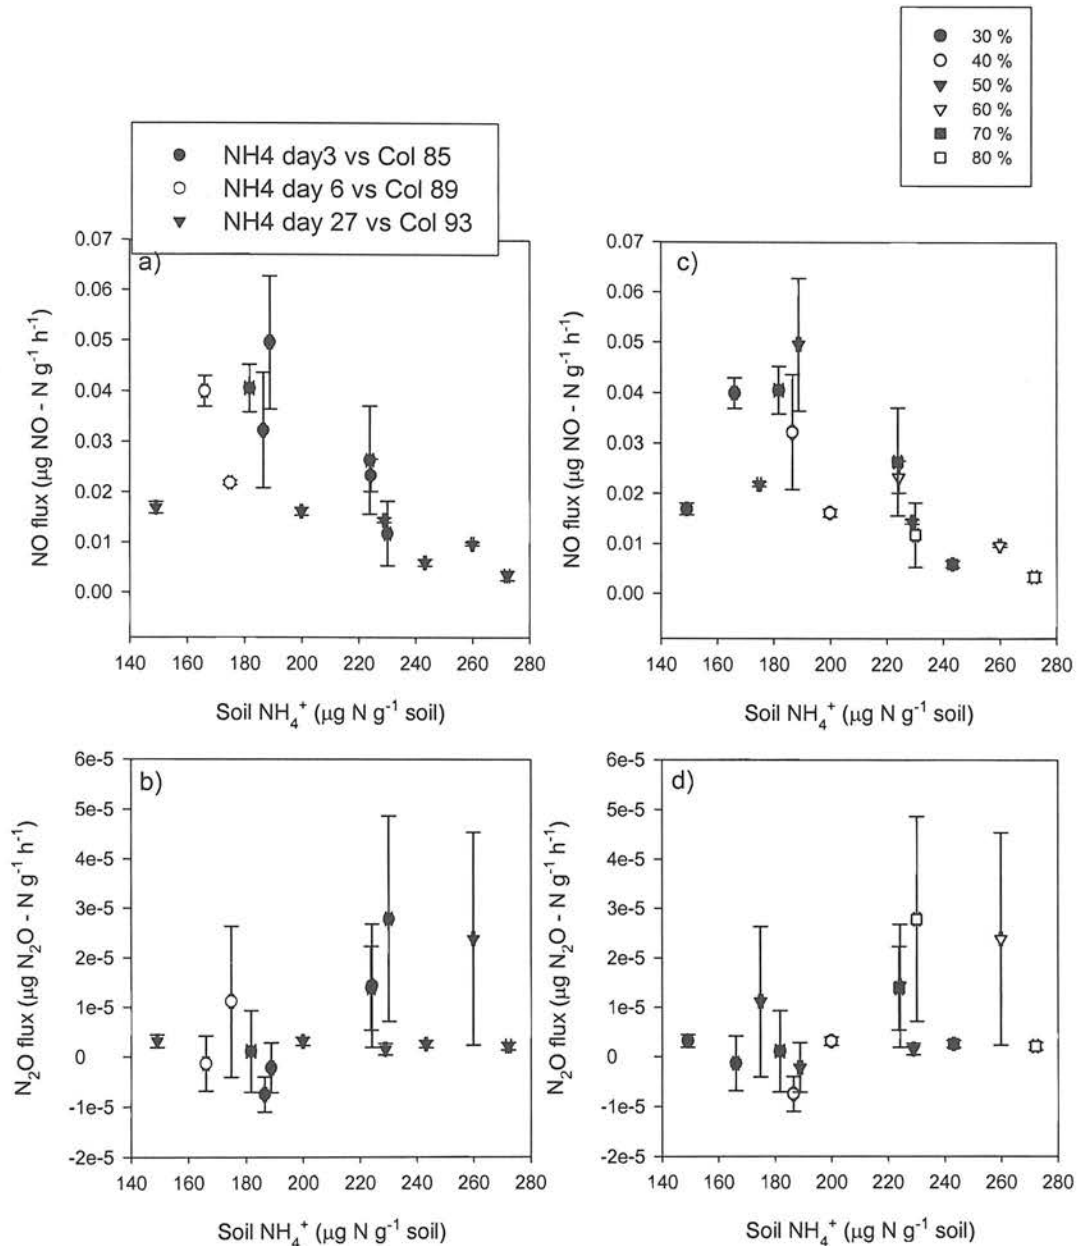 30 %
40 %
50 %
60 %
70 %
80 %
NH4 day3 vs Col 85
NH4 day 6 vs Col 89
NH4 day 27 vs Col 93
a)
0.07
0.06
0.05
0.04
0.03
0.02
0.01
0.00
NO flux (µg NO - N g⁻¹ h⁻¹)
140 160 180 200 220 240 260 280
Soil NH₄⁺ (µg N g⁻¹ soil)
c)
0.07
0.06
0.05
0.04
0.03
0.02
0.01
0.00
NO flux (µg NO - N g⁻¹ h⁻¹)
140 160 180 200 220 240 260 280
Soil NH₄⁺ (µg N g⁻¹ soil)
b)
6e-5
5e-5
4e-5
3e-5
2e-5
1e-5
0
-1e-5
-2e-5
N₂O flux (µg N₂O - N g⁻¹ h⁻¹)
140 160 180 200 220 240 260 280
Soil NH₄⁺ (µg N g⁻¹ soil)
d)
6e-5
5e-5
4e-5
3e-5
2e-5
1e-5
0
-1e-5
-2e-5
N₂O flux (µg N₂O - N g⁻¹ h⁻¹)
140 160 180 200 220 240 260 280
Soil NH₄⁺ (µg N g⁻¹ soil)